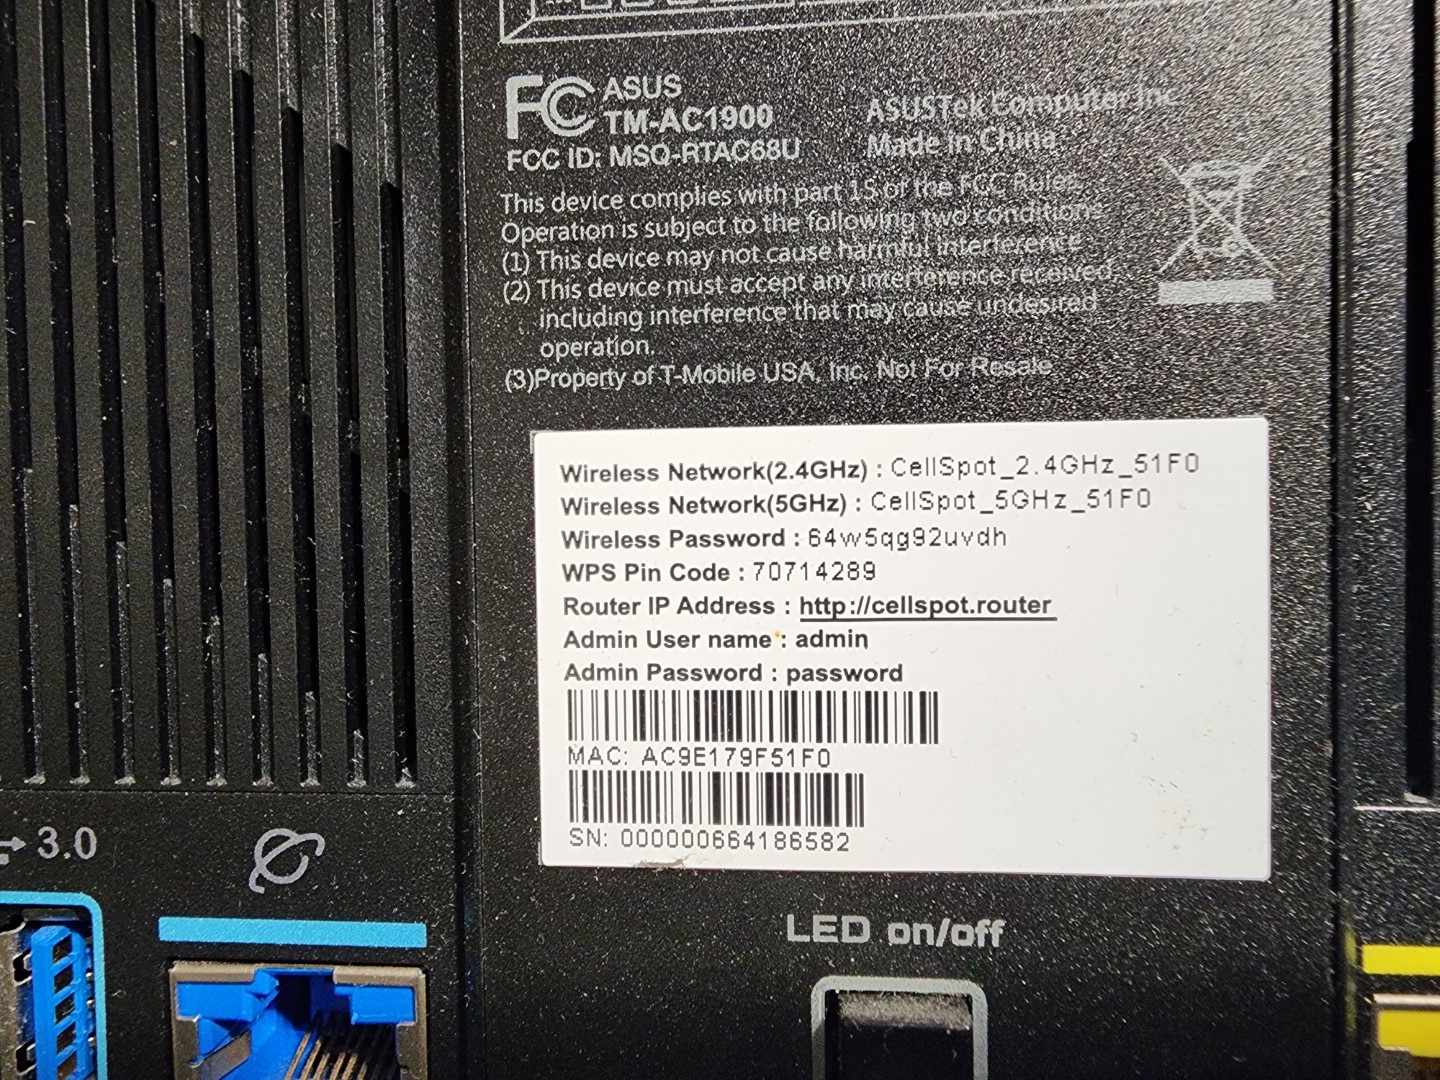 FC ASUS
TM-AC1900
FCC ID: MSQ-RTAC68U
ASUSTek Computer Inc
Made in China
This device complies with part 15 of the FCC Rules.
Operation is subject to the following two conditions:
(1) This device may not cause harmful interference
(2) This device must accept any interference received,
including interference that may cause undesired
operation.
(3)Property of T-Mobile USA, Inc. Not For Resale
Wireless Network(2.4GHz) : CellSpot_2.4GHz_51F0
Wireless Network(5GHz) : CellSpot_5GHz_51F0
Wireless Password : 64w5qg92uvdh
WPS Pin Code : 70714289
Router IP Address : http://cellspot.router
Admin User name : admin
Admin Password : password
MAC: AC9E179F51F0
SN: 000000664186582
3.0
LED on/off